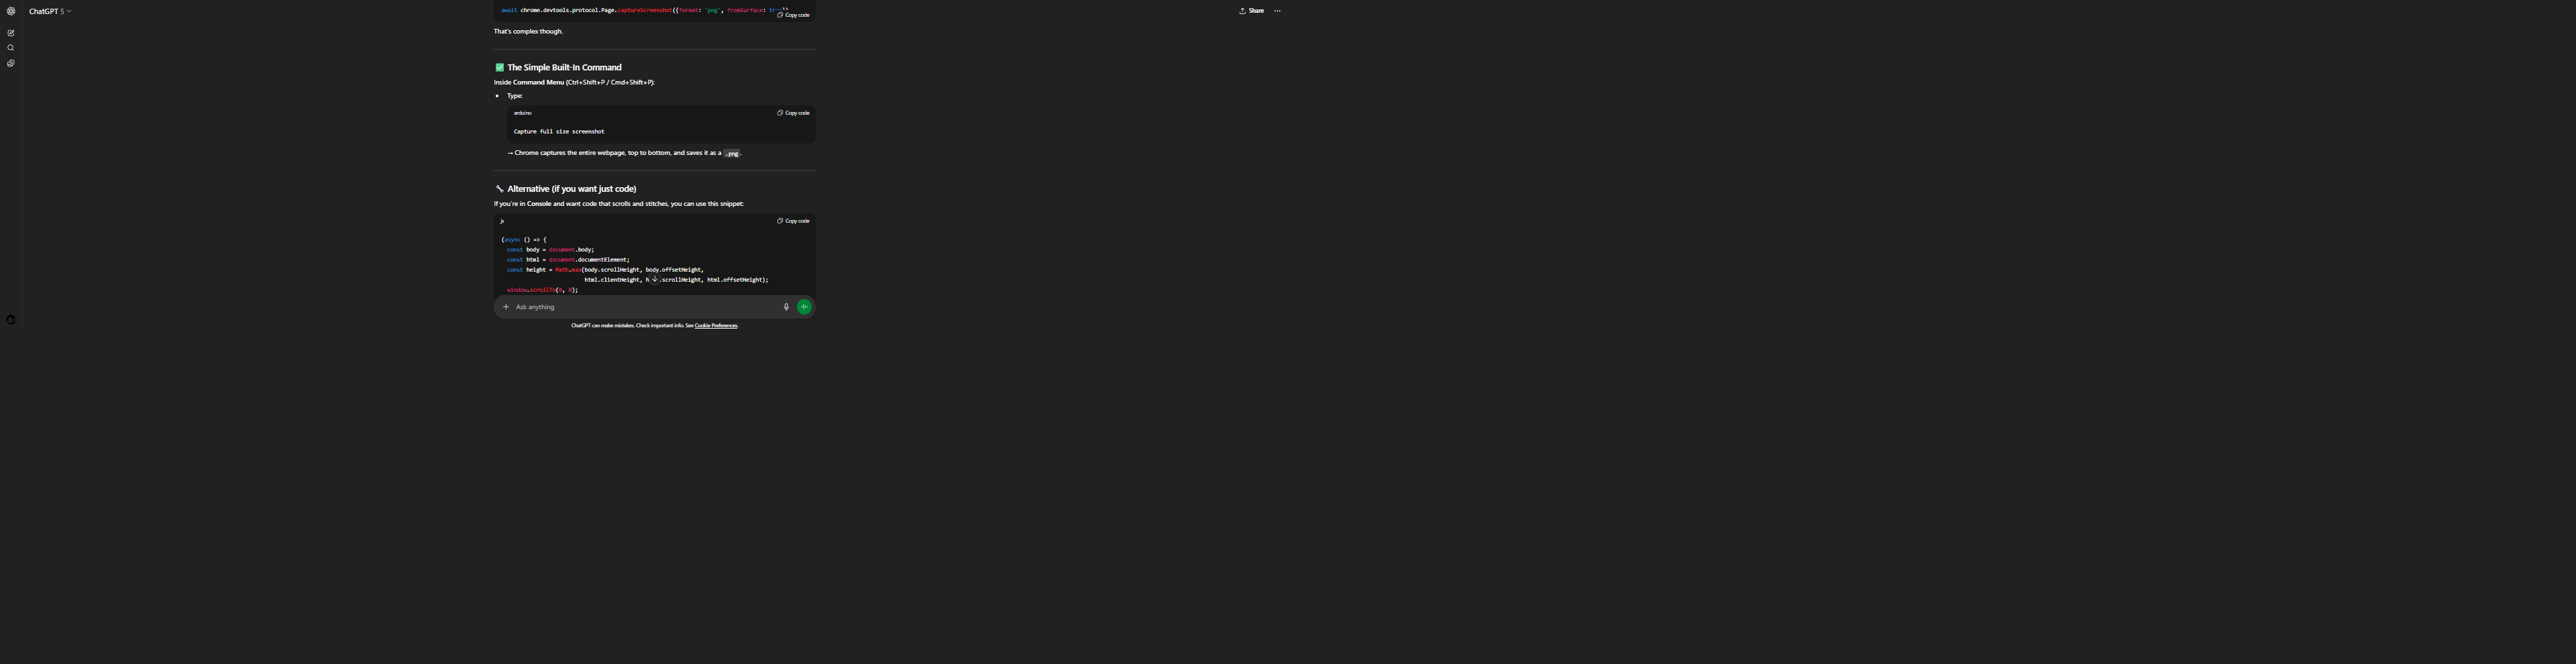 ChatGPT 5
Share
await chrome.devtools.protocol.Page.captureScreenshot({format: "png", fromSurface: true})
Copy code
That's complex though.
✅ The Simple Built-In Command
Inside Command Menu (Ctrl+Shift+P / Cmd+Shift+P):
• Type:
arduino
Copy code
Capture full size screenshot
→ Chrome captures the entire webpage, top to bottom, and saves it as a .png.
🔧 Alternative (if you want just code)
If you're in Console and want code that scrolls and stitches, you can use this snippet:
js
Copy code
(async () => {
const body = document.body;
const html = document.documentElement;
const height = Math.max(body.scrollHeight, body.offsetHeight,
html.clientHeight, .scrollHeight, html.offsetHeight);
window.scrollTo(0, 0);
Ask anything
ChatGPT can make mistakes. Check important info. See Cookie Preferences.